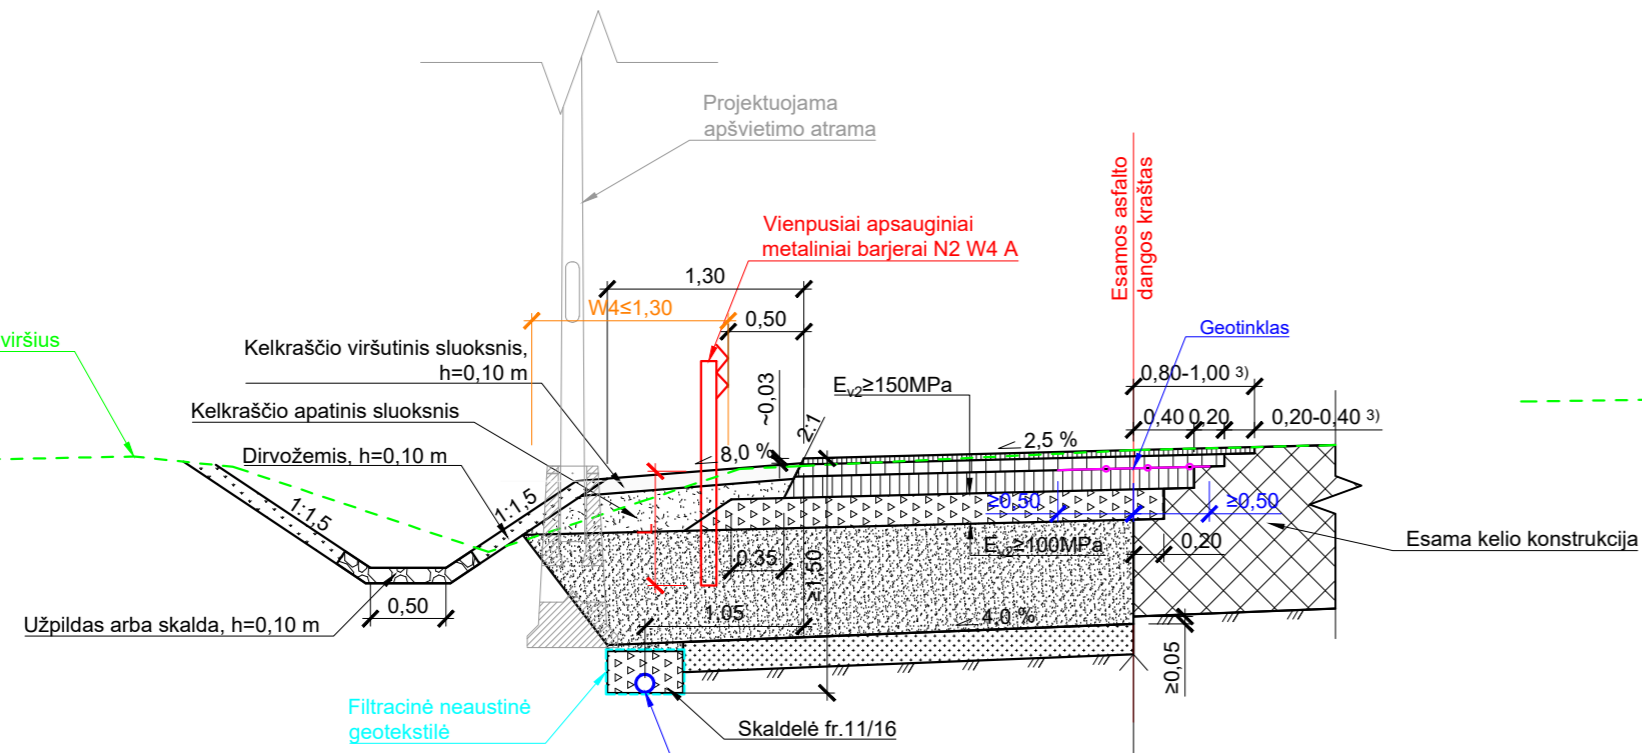 Projektuojama
apšvietimo atrama
Esamos asfalto
dangos kraštas
Vienpusiai apsauginiai
metaliniai barjerai N2 W4 A
1,30
W4≤1,30
0,50
Geotinklas
viršius
Kelkraščio viršutinis sluoksnis,
h=0,10 m
~0,03
E v2≥150MPa
0,80-1,00 3)
Kelkraščio apatinis sluoksnis
2:1
0,40 0,20
0,20-0,40 3)
2,5 %
8,0 %
Dirvožemis, h=0,10 m
1:1,5
1:1,5
≥0,50
≥0,50
E v2≥100MPa
0,20
Esama kelio konstrukcija
0,35
≥1,50
0,50
1,05
4,0 %
Užpildas arba skalda, h=0,10 m
≥0,05
Filtracinė neaustinė
geotekstilė
Skaldelė fr.11/16